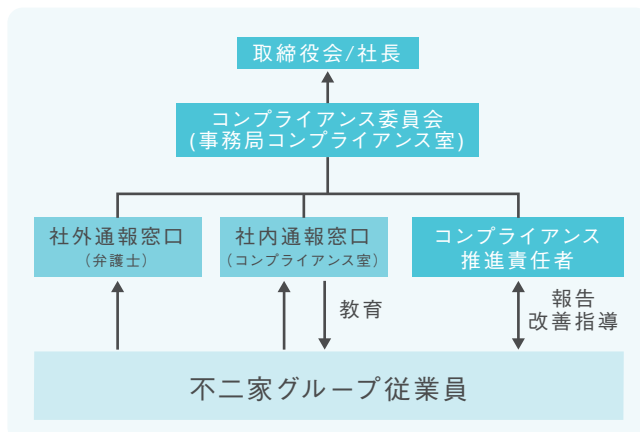 取締役会/社長
コンプライアンス委員会
(事務局コンプライアンス室)
社外通報窓口
(弁護士)
社内通報窓口
(コンプライアンス室)
コンプライアンス
推進責任者
教育
報告
改善指導
不二家グループ従業員